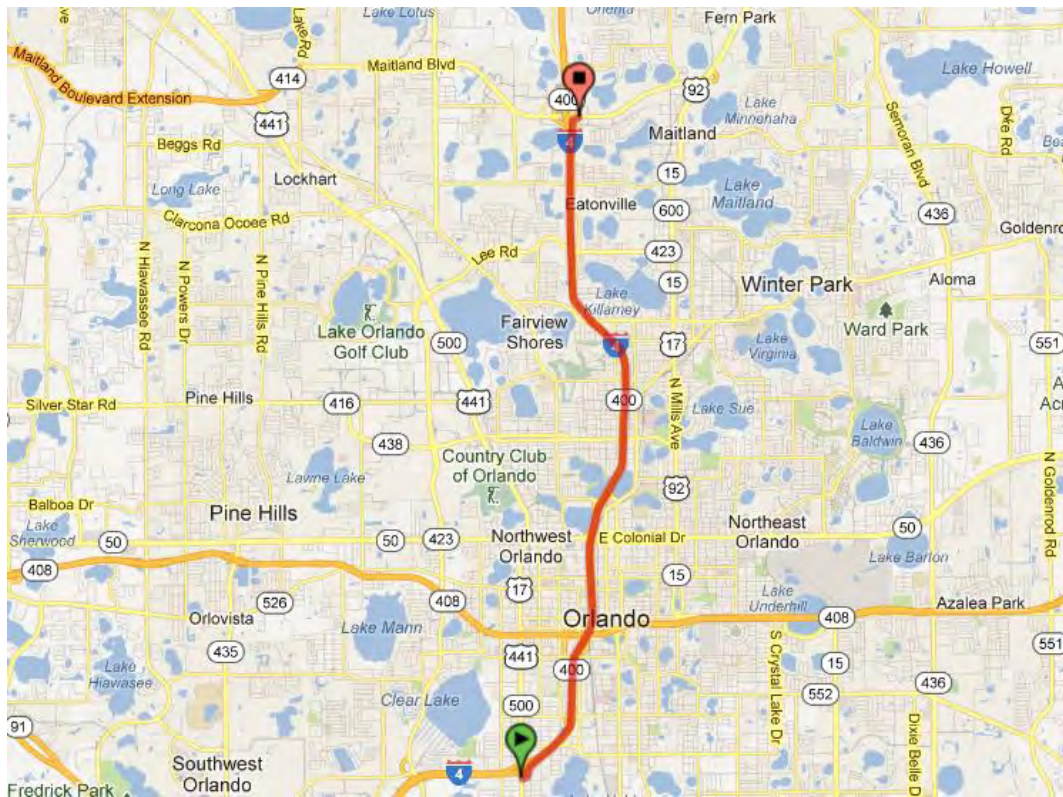 Lake Lotus
Orienta
Fern Park
Lake Howell
Maitland Blvd
414
Maitland Boulevard Extension
400
92
Lake
Minnehaha
441
Maitland
Beggs Rd
4
Semoran Blvd
Lockhart
15
Long Lake
Lake
Maitland
Eatonville
Clarcona Ocoee Rd
600
436
Goldenro
Lee Rd
423
N Hiawassee Rd
N Powers Dr
N Pine Hills Rd
15
Aloma
Winter Park
Lake
Killarney
Lake Orlando
Golf Club
Fairview
Shores
Ward Park
500
4
17
Lake
Virginia
551
Pine Hills
N Mills Ave
Silver Star Rd
416
441
400
Lake Sue
Lake
Baldwin
438
436
Country Club
of Orlando
Lawne Lake
92
N Goldenrod Rd
Balboa Dr
Pine Hills
Lake
Sherwood
50
50
423
Northwest
Orlando
E Colonial Dr
Northeast
Orlando
50
Lake Barton
408
17
15
526
408
Lake
Underhill
Azalea Park
Orlovista
Orlando
408
Lake Mann
435
441
400
S Crystal Lake Dr
15
551
Lake
Hiawasee
Clear Lake
500
552
436
91
Dixie Belle D
Southwest
Orlando
4
Fredrick Park